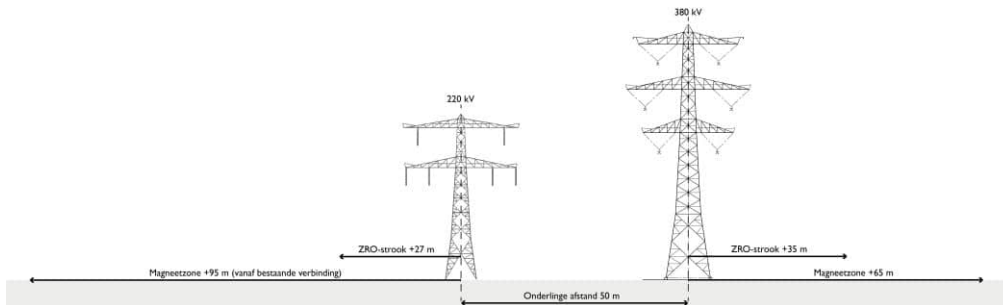 380 kV
220 kV
ZRO-strook +27 m
ZRO-strook +35 m
Magneetzone +95 m (vanaf bestaande verbinding)
Magneetzone +65 m
Onderlinge afstand 50 m